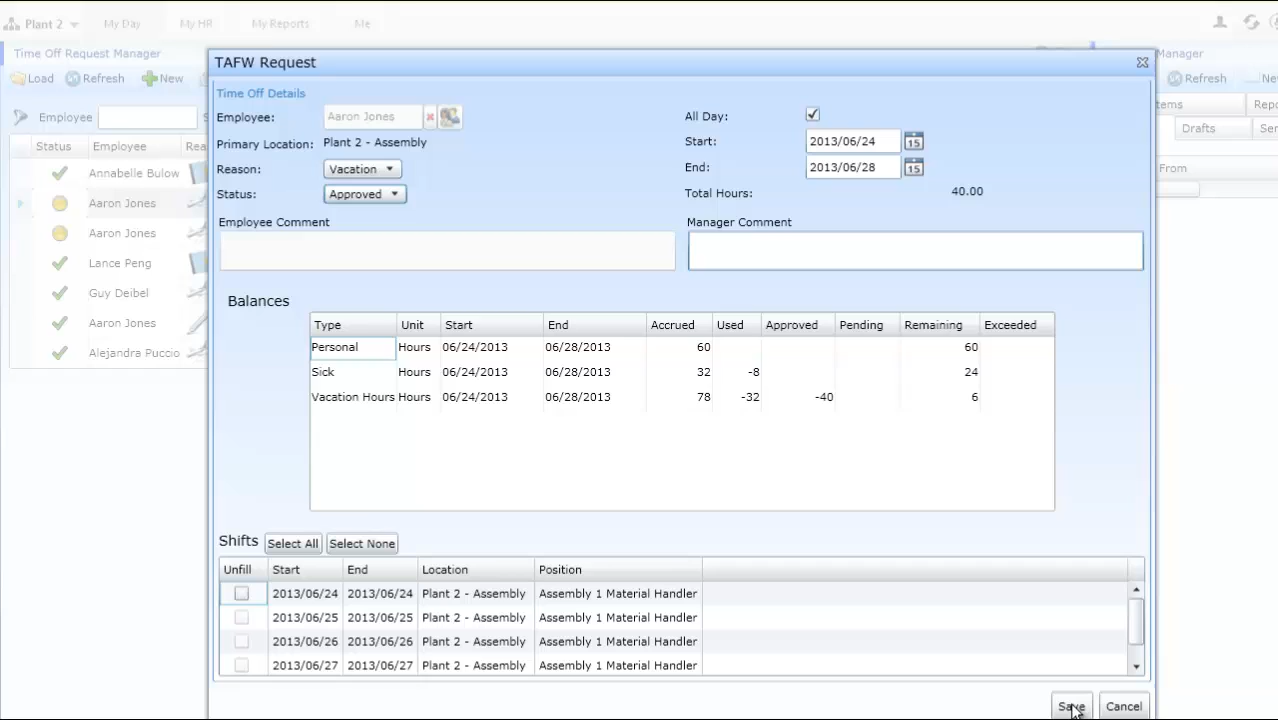 Plant 2 My Day My HR My Reports Me
Time Off Request Manager
Load Refresh New
Employee
Status Employee Rea
Annabelle Bulow
Aaron Jones
Aaron Jones
Lance Peng
Guy Deibel
Aaron Jones
Alejandra Puccio
TAFW Request
Time Off Details
Employee: Aaron Jones
Primary Location: Plant 2 - Assembly
Reason: Vacation
Status: Approved
All Day:
Start: 2013/06/24 15
End: 2013/06/28 15
Total Hours: 40.00
Employee Comment
Manager Comment
Balances
Type Unit Start End Accrued Used Approved Pending Remaining Exceeded
Personal Hours 06/24/2013 06/28/2013 60 60
Sick Hours 06/24/2013 06/28/2013 32 -8 24
Vacation Hours Hours 06/24/2013 06/28/2013 78 -32 -40 6
Shifts Select All Select None
Unfill Start End Location Position
2013/06/24 2013/06/24 Plant 2 - Assembly Assembly 1 Material Handler
2013/06/25 2013/06/25 Plant 2 - Assembly Assembly 1 Material Handler
2013/06/26 2013/06/26 Plant 2 - Assembly Assembly 1 Material Handler
2013/06/27 2013/06/27 Plant 2 - Assembly Assembly 1 Material Handler
Save Cancel
Manager
Refresh Ne
tems Repo
Drafts Ser
From